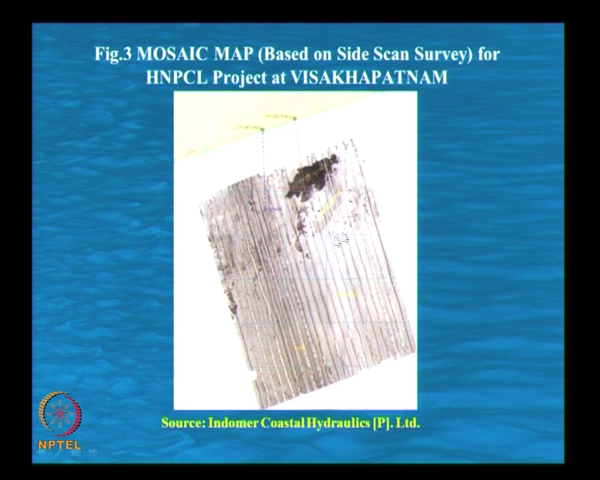 Fig.3 MOSAIC MAP (Based on Side Scan Survey) for
HNPCL Project at VISAKHAPATNAM
Source: Indomer Coastal Hydraulics [P]. Ltd.
NPTEL